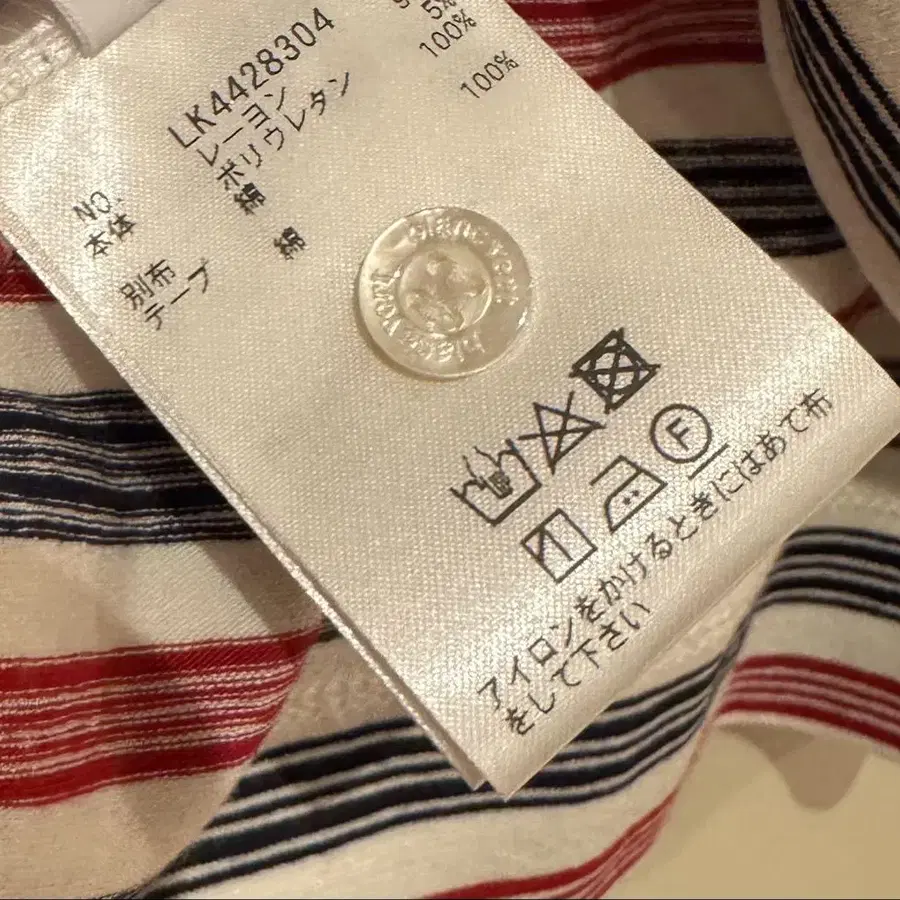 NO. LK4428304
本体 レーヨン
ポリウレタン 5%
別布 綿 100%
テープ 綿 100%
F
アイロンをかけるときにはあて布
をして下さい